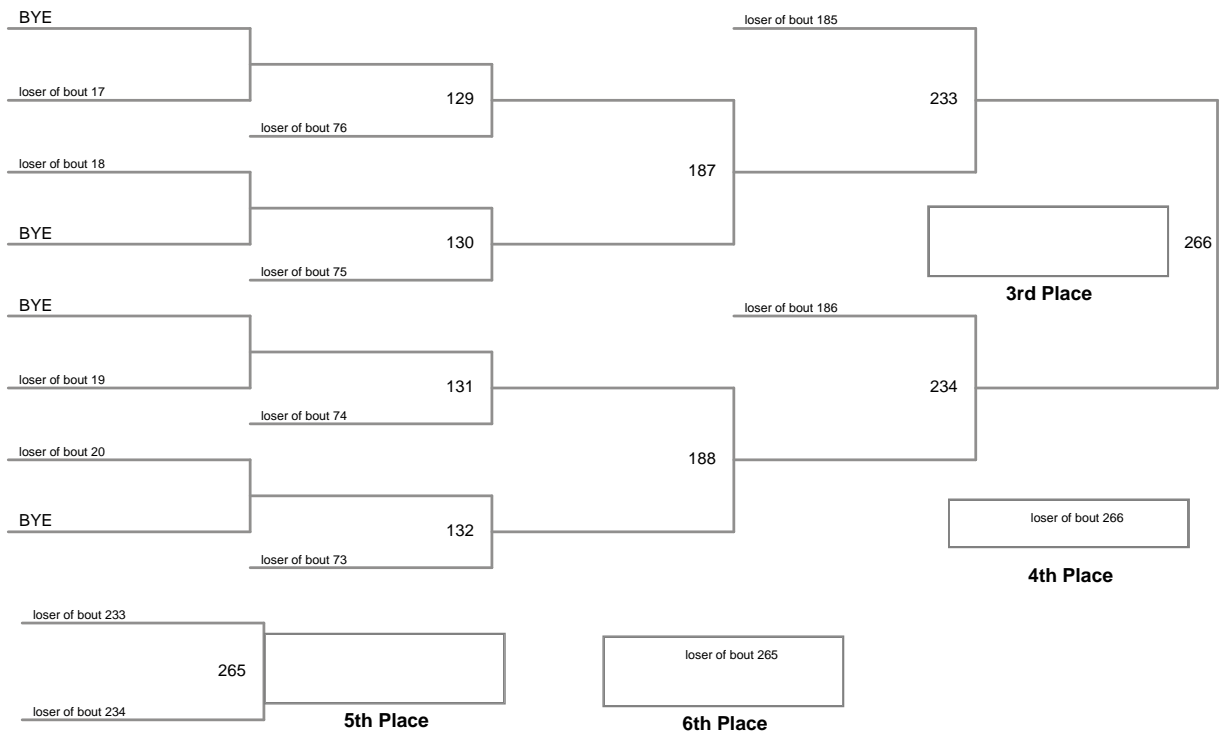 BYE
loser of bout 185
loser of bout 17
129
233
loser of bout 76
loser of bout 18
187
BYE
130
266
loser of bout 75
3rd Place
BYE
loser of bout 186
loser of bout 19
131
234
loser of bout 74
loser of bout 20
188
BYE
132
loser of bout 266
loser of bout 73
4th Place
loser of bout 233
265
loser of bout 265
loser of bout 234
5th Place
6th Place